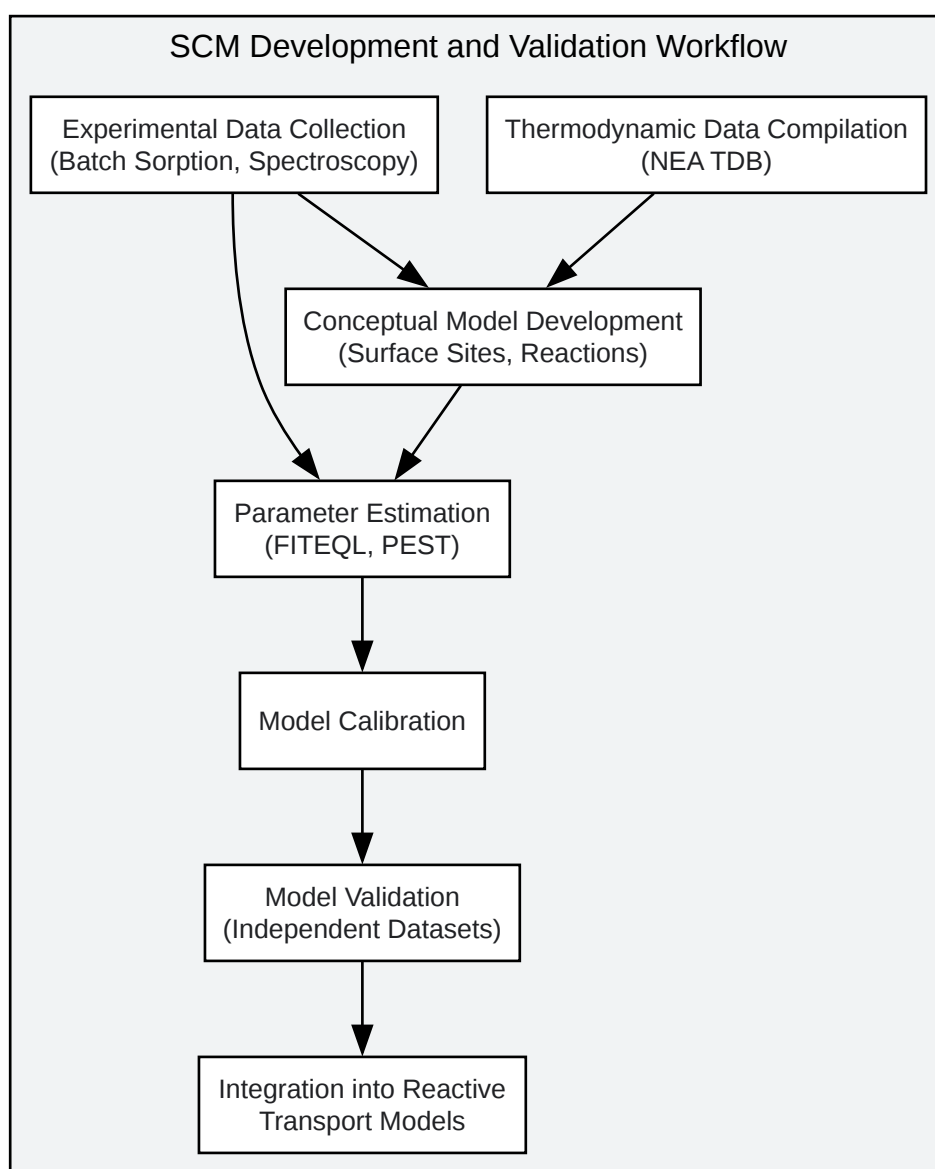 SCM Development and Validation Workflow
Experimental Data Collection
(Batch Sorption, Spectroscopy)
Thermodynamic Data Compilation
(NEA TDB)
Conceptual Model Development
(Surface Sites, Reactions)
Parameter Estimation
(FITEQL, PEST)
Model Calibration
Model Validation
(Independent Datasets)
Integration into Reactive
Transport Models